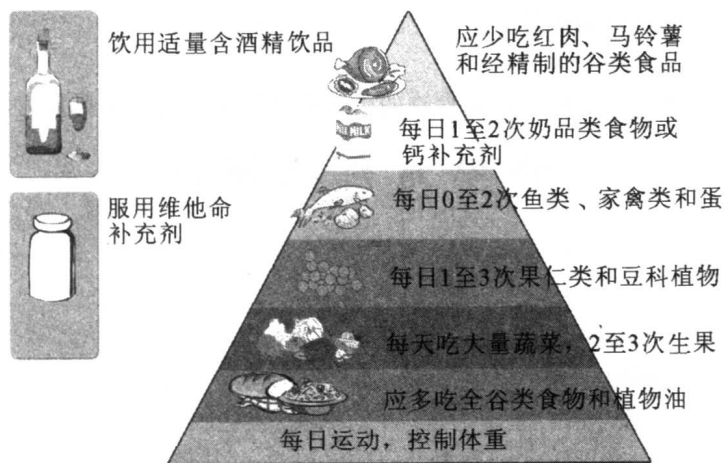 饮用适量含酒精饮品
服用维他命
补充剂
应少吃红肉、马铃薯
和经精制的谷类食品
MILK
每日1至2次奶品类食物或
钙补充剂
每日0至2次鱼类、家禽类和蛋
每日1至3次果仁类和豆科植物
每天吃大量蔬菜，2至3次生果
应多吃全谷类食物和植物油
每日运动，控制体重